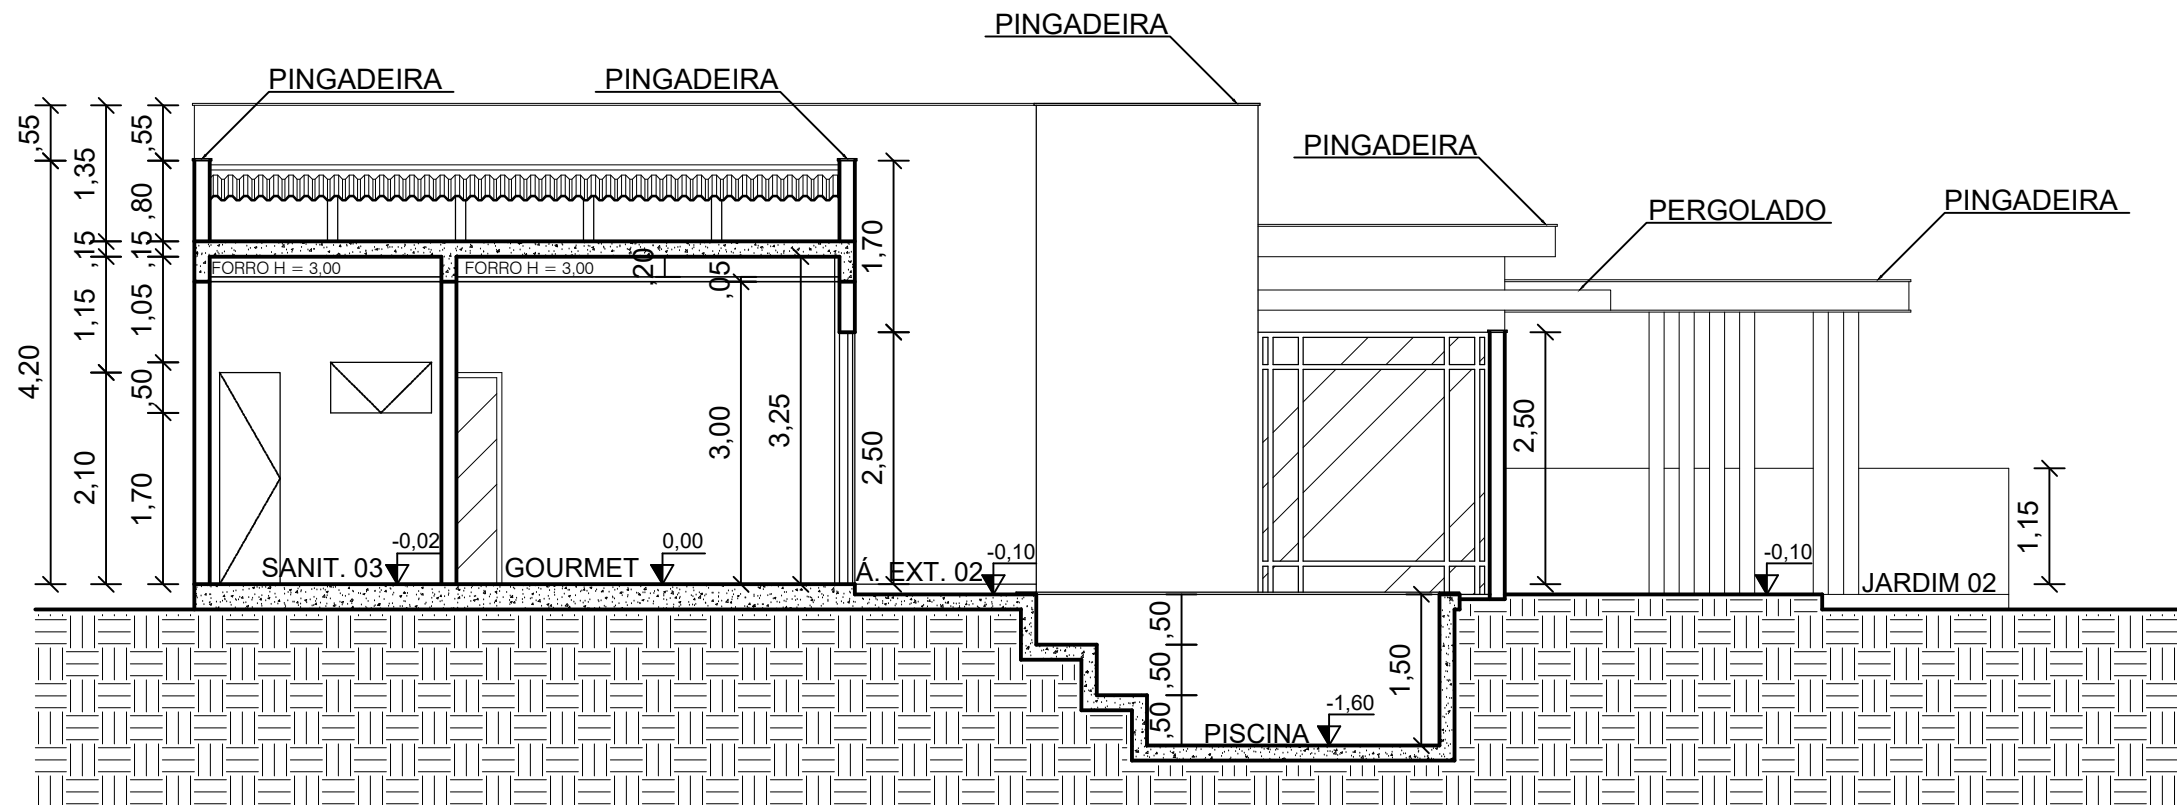 PINGADEIRA
PINGADEIRA
PINGADEIRA
PINGADEIRA
PERGOLADO
PINGADEIRA
,55
4,20
1,35
,15
1,15
2,10
,55
,80
,15
1,05
,50
1,70
FORRO H = 3,00
FORRO H = 3,00
,20
,05
3,00
3,25
1,70
2,50
2,50
1,15
SANIT. 03
-0,02
GOURMET
0,00
Á. EXT. 02
-0,10
-0,10
JARDIM 02
,50
,50
,50
1,50
PISCINA
-1,60